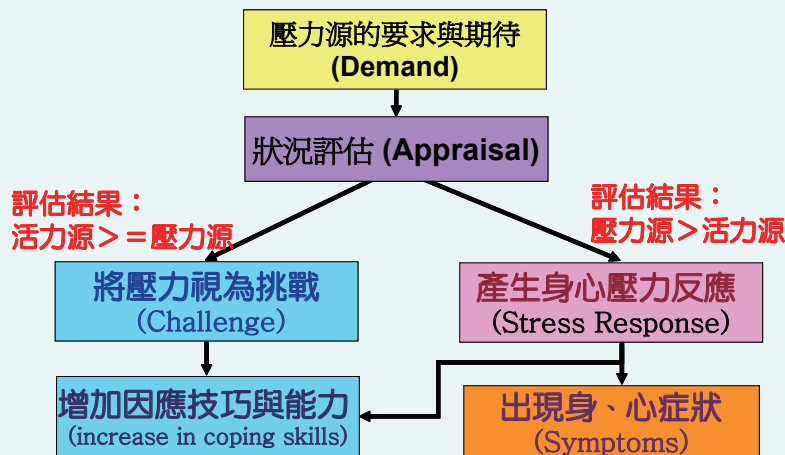 壓力源的要求與期待
(Demand)
狀況評估 (Appraisal)
評估結果：
活力源＞＝壓力源
評估結果：
壓力源＞活力源
將壓力視為挑戰
(Challenge)
產生身心壓力反應
(Stress Response)
增加因應技巧與能力
(increase in coping skills)
出現身、心症狀
(Symptoms)